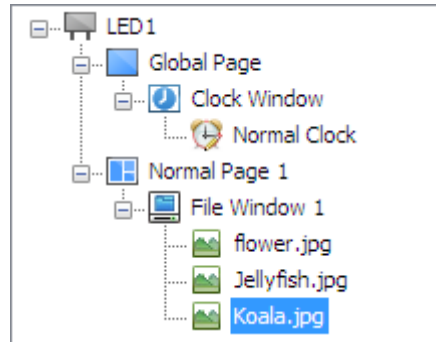 LED1
Global Page
Clock Window
Normal Clock
Normal Page 1
File Window 1
flower.jpg
Jellyfish.jpg
Koala.jpg